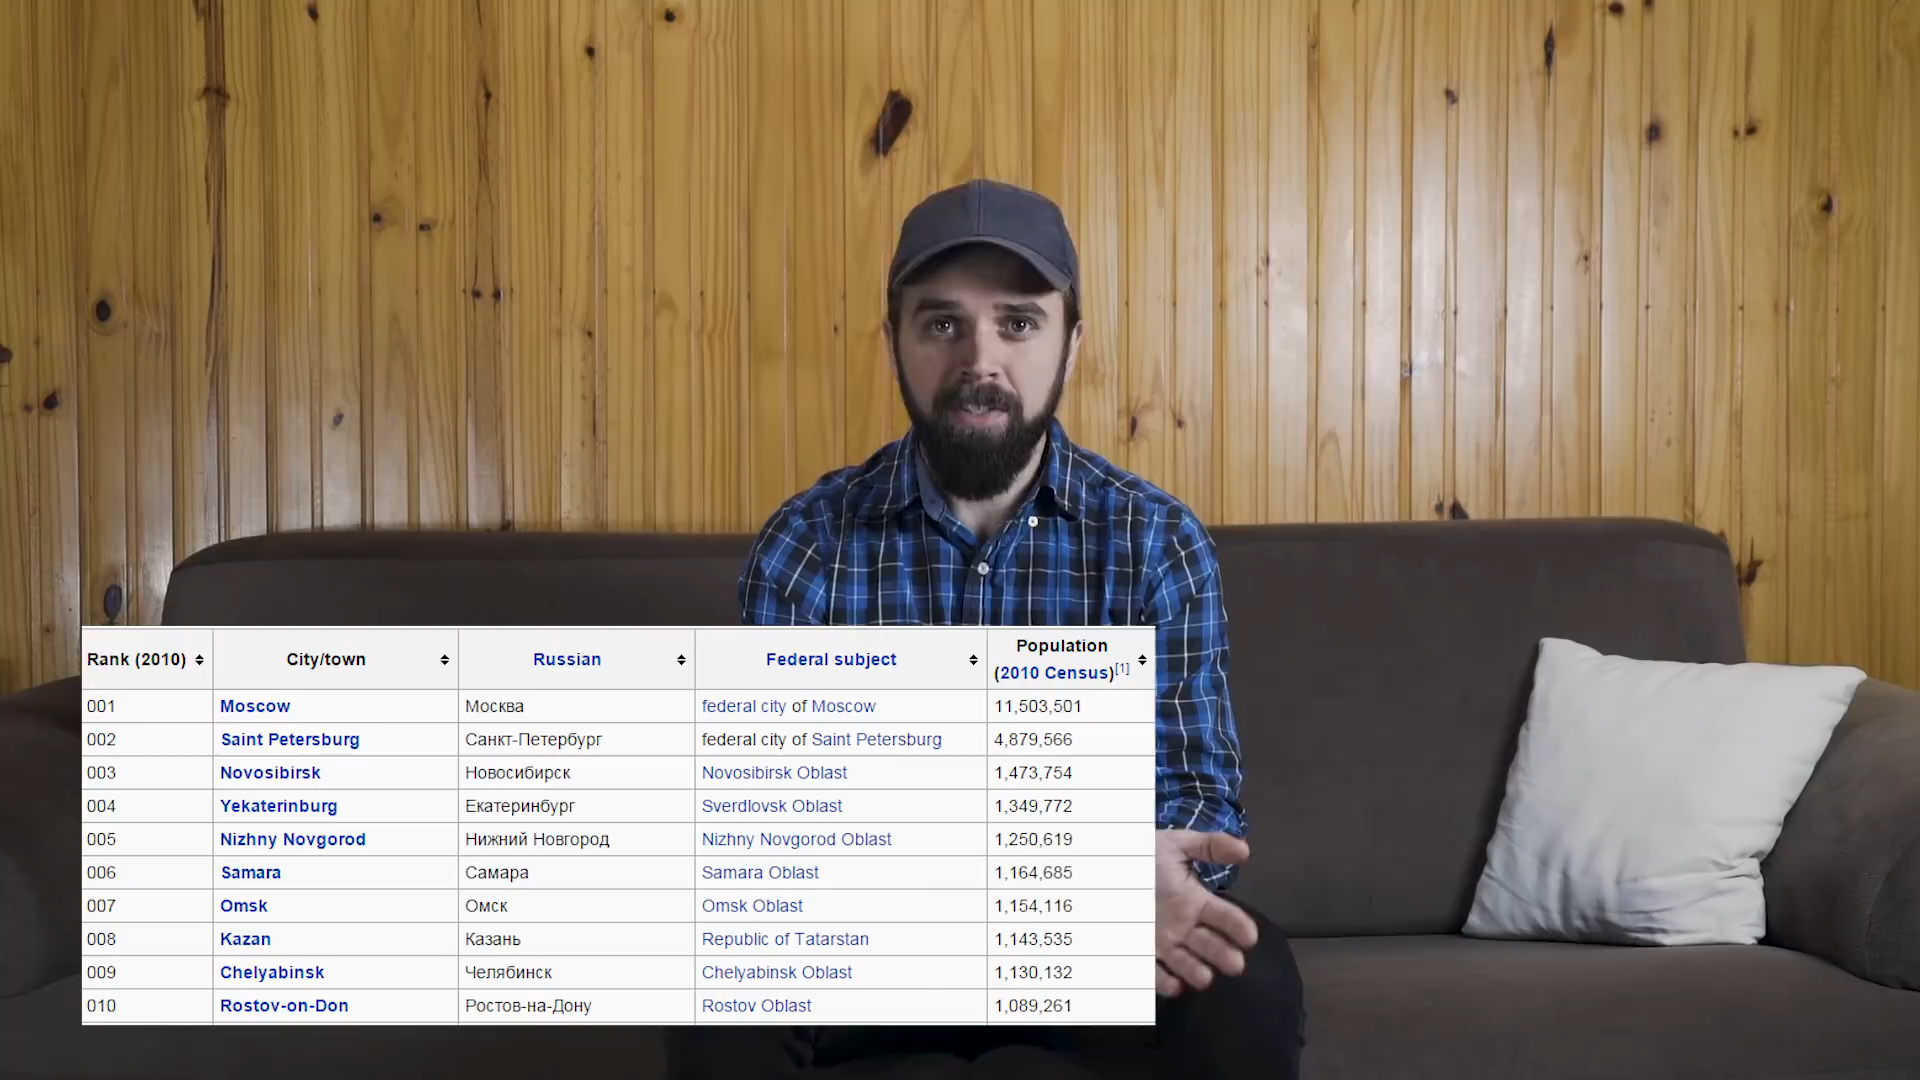 Rank (2010) City/town Russian Federal subject Population (2010 Census)[1]
001 Moscow Москва federal city of Moscow 11,503,501
002 Saint Petersburg Санкт-Петербург federal city of Saint Petersburg 4,879,566
003 Novosibirsk Новосибирск Novosibirsk Oblast 1,473,754
004 Yekaterinburg Екатеринбург Sverdlovsk Oblast 1,349,772
005 Nizhny Novgorod Нижний Новгород Nizhny Novgorod Oblast 1,250,619
006 Samara Самара Samara Oblast 1,164,685
007 Omsk Омск Omsk Oblast 1,154,116
008 Kazan Казань Republic of Tatarstan 1,143,535
009 Chelyabinsk Челябинск Chelyabinsk Oblast 1,130,132
010 Rostov-on-Don Ростов-на-Дону Rostov Oblast 1,089,261